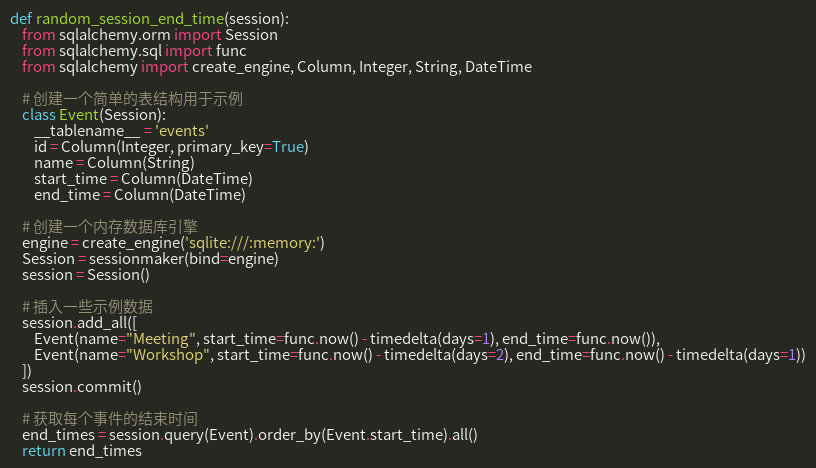 def random_session_end_time(session):
from sqlalchemy.orm import Session
from sqlalchemy.sql import func
from sqlalchemy import create_engine, Column, Integer, String, DateTime
# 创建一个简单的表结构用于示例
class Event(Session):
__tablename__ = 'events'
id = Column(Integer, primary_key=True)
name = Column(String)
start_time = Column(DateTime)
end_time = Column(DateTime)
# 创建一个内存数据库引擎
engine = create_engine('sqlite:///:memory:')
Session = sessionmaker(bind=engine)
session = Session()
# 插入一些示例数据
session.add_all([
Event(name="Meeting", start_time=func.now() - timedelta(days=1), end_time=func.now()),
Event(name="Workshop", start_time=func.now() - timedelta(days=2), end_time=func.now() - timedelta(days=1))
])
session.commit()
# 获取每个事件的结束时间
end_times = session.query(Event).order_by(Event.start_time).all()
return end_times